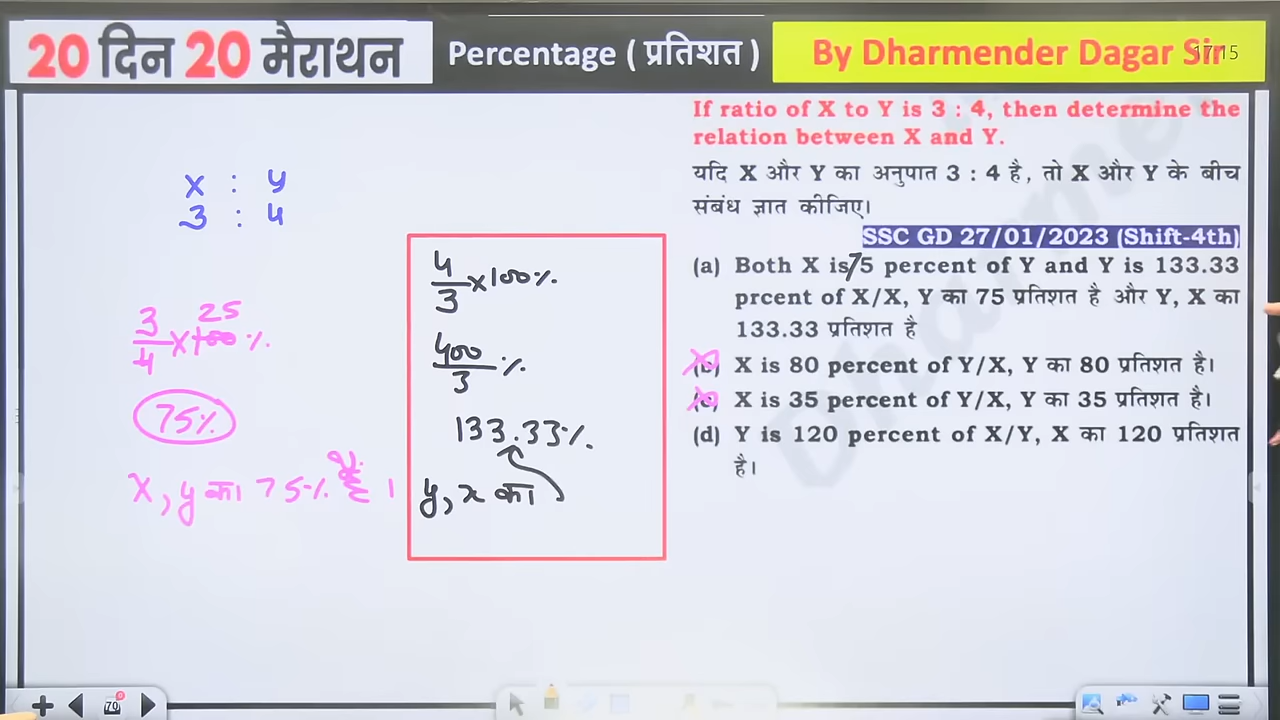 20 दिन 20 मैराथन
Percentage ( प्रतिशत )
By Dharmender Dagar Sir
17:15
If ratio of X to Y is 3 : 4, then determine the
relation between X and Y.
यदि X और Y का अनुपात 3 : 4 है, तो X और Y के बीच
संबंध ज्ञात कीजिए।
SSC GD 27/01/2023 (Shift-4th)
(a) Both X is 75 percent of Y and Y is 133.33
prcent of X/X, Y का 75 प्रतिशत है और Y, X का
133.33 प्रतिशत है
(b) X is 80 percent of Y/X, Y का 80 प्रतिशत है।
(c) X is 35 percent of Y/X, Y का 35 प्रतिशत है।
(d) Y is 120 percent of X/Y, X का 120 प्रतिशत
है।
x : y
3 : 4
3/4 × 100 %
25
75%
x, y का 75% है ।
4/3 × 100%
400/3 %
133.33%
y, x का
70
6